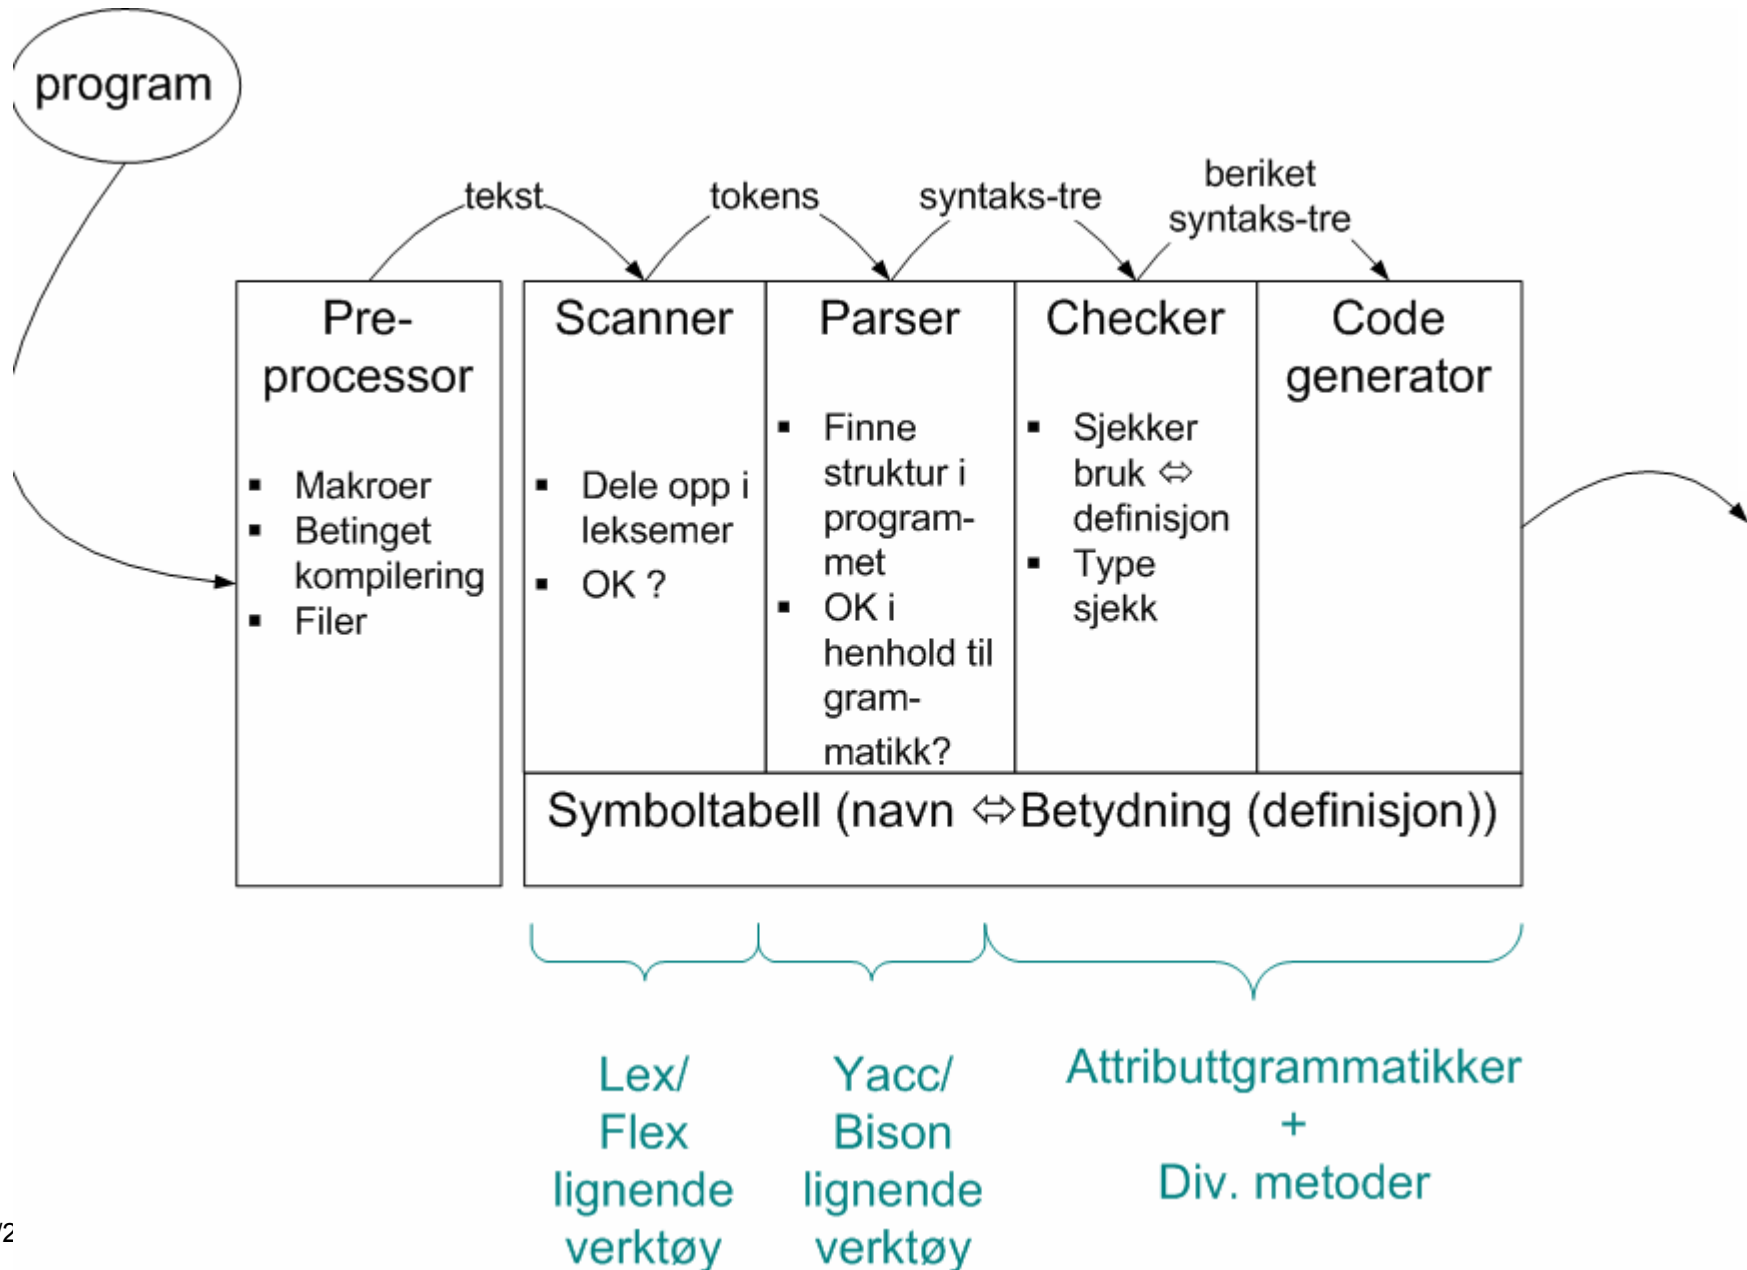 program
tekst
tokens
syntaks-tre
beriket
syntaks-tre
Pre-
processor
▪ Makroer
▪ Betinget
kompilering
▪ Filer
Scanner
▪ Dele opp i
leksemer
▪ OK ?
Parser
▪ Finne
struktur i
program-
met
▪ OK i
henhold til
gram-
matikk?
Checker
▪ Sjekker
bruk ⇔
definisjon
▪ Type
sjekk
Code
generator
Symboltabell (navn ⇔Betydning (definisjon))
Lex/
Flex
lignende
verktøy
Yacc/
Bison
lignende
verktøy
Attributtgrammatikker
+
Div. metoder
/2